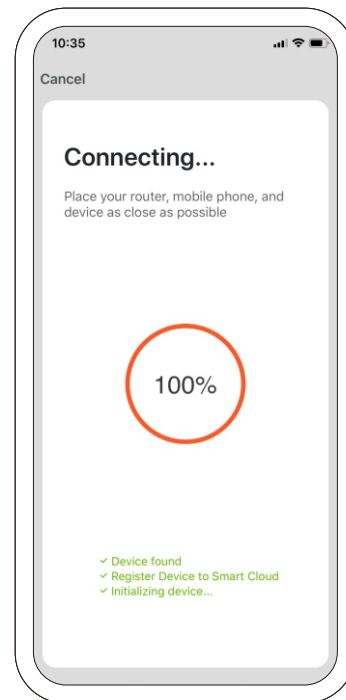 10:35
Cancel
Connecting...
Place your router, mobile phone, and
device as close as possible
100%
✓ Device found
✓ Register Device to Smart Cloud
✓ Initializing device...